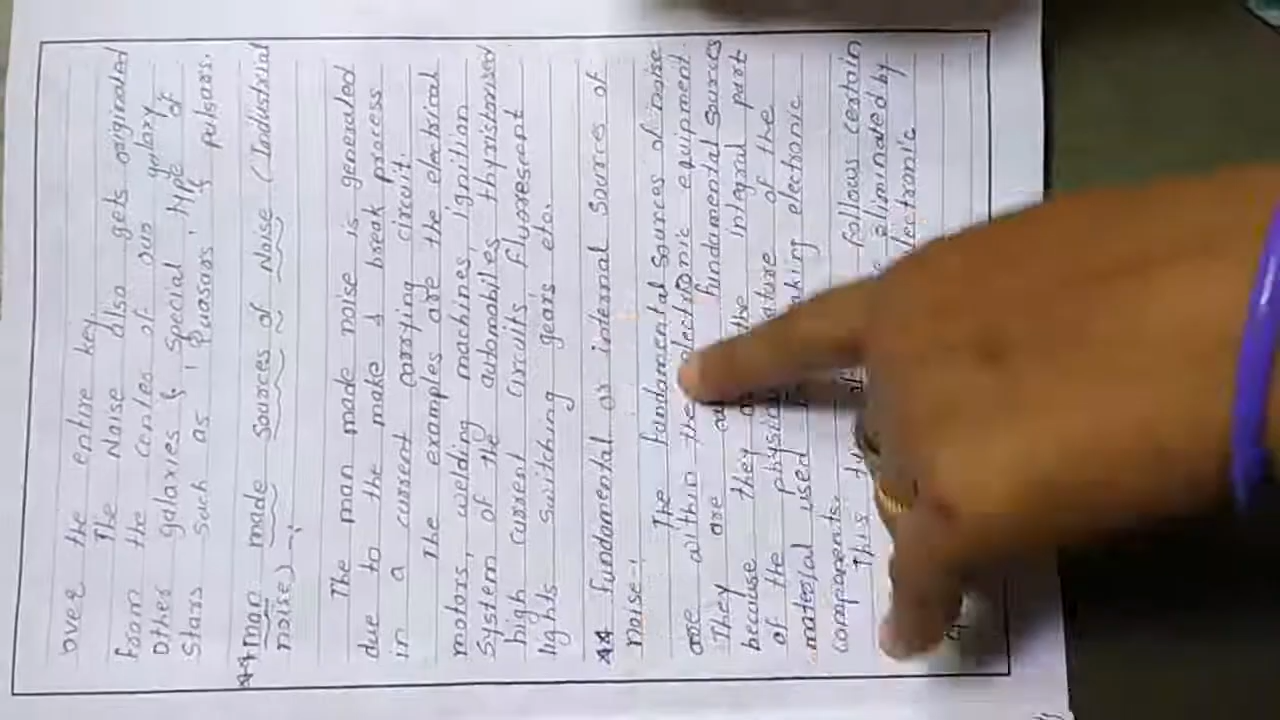 over the entire key.
The Noise also gets originated
from the centes of our galaxy
Other galaxies & special type of
stars such as 'Quasars' & pulsars.
** man made Sources of Noise (Industrial
noise) -:
The man made noise is generated
due to the make & break process
in a current carrying circuit.
The examples are the electrical
motors, welding machines, ignition
system of the automobiles thyristorised
high current circuits fluorescent
lights switching gears etc.
** Fundamental or internal Sources of
noise:
The fundamental sources of noise
are within the electronic equipment.
They are fundamental sources
because they the integral part
of the physical nature of the
material used making electronic
components.
This follows certain
eliminated by